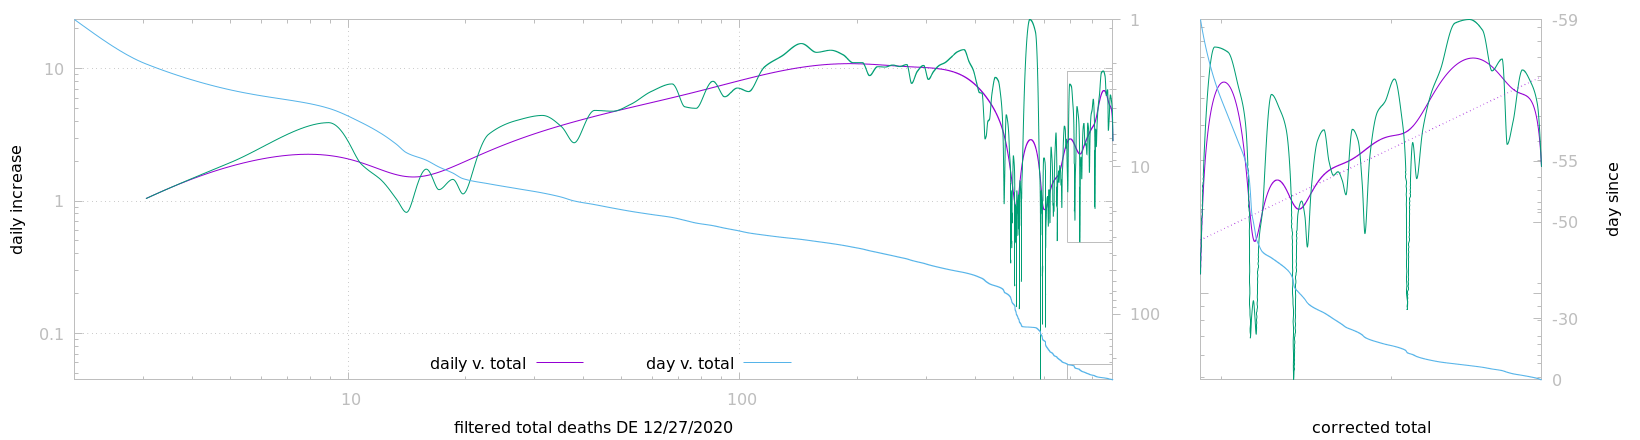 daily increase
10
1
0.1
10
100
daily v. total
day v. total
filtered total deaths DE 12/27/2020
1
10
100
-59
-55
-50
-30
0
day since
corrected total